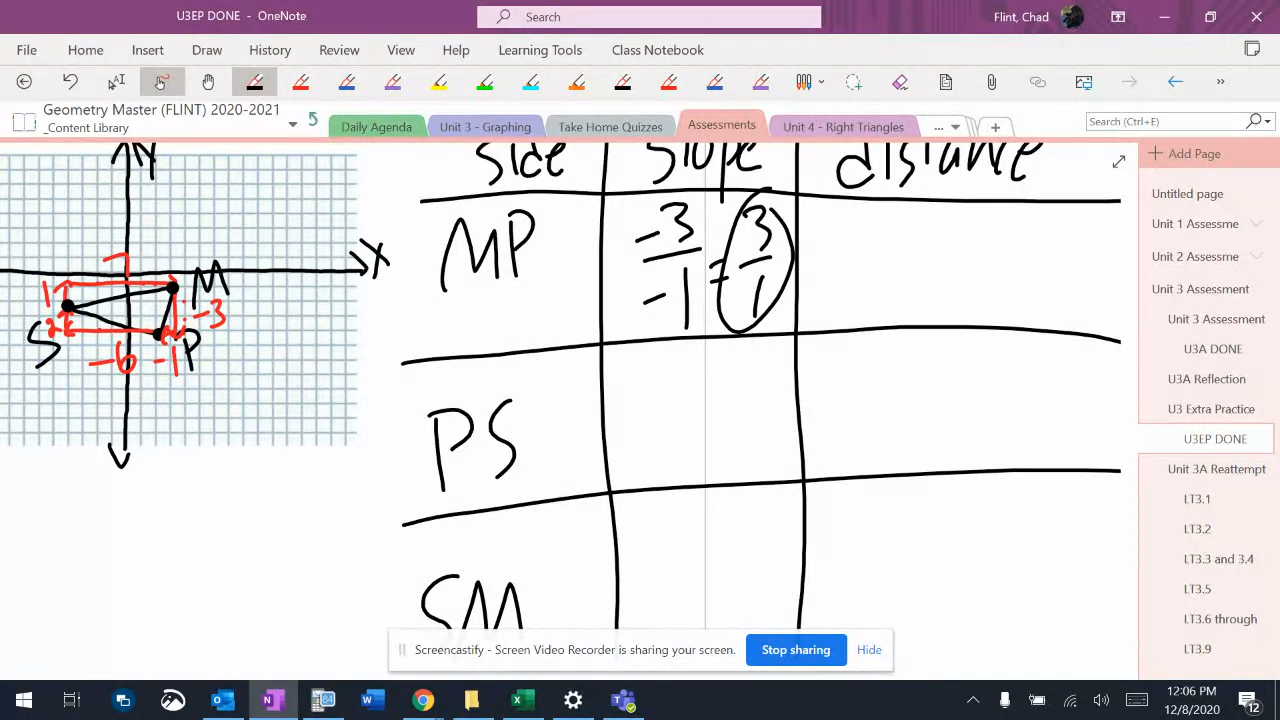 U3EP DONE - OneNote
Search
Flint, Chad
File Home Insert Draw History Review View Help Learning Tools Class Notebook
Geometry Master (FLINT) 2020-2021
_Content Library
Daily Agenda
Unit 3 - Graphing
Take Home Quizzes
Assessments
Unit 4 - Right Triangles
...
Search (Ctrl+E)
Add Page
Untitled page
Unit 1 Assessme
Unit 2 Assessme
Unit 3 Assessment
Unit 3 Assessment
U3A DONE
U3A Reflection
U3 Extra Practice
U3EP DONE
Unit 3A Reattempt
LT3.1
LT3.2
LT3.3 and 3.4
LT3.5
LT3.6 through
LT3.9
Y
X
M
S
P
-3
-6
-1
side slope distance
MP -3/-1 = 3/1
PS
SM
Screencastify - Screen Video Recorder is sharing your screen.
Stop sharing
Hide
84
12:06 PM
12/8/2020
12